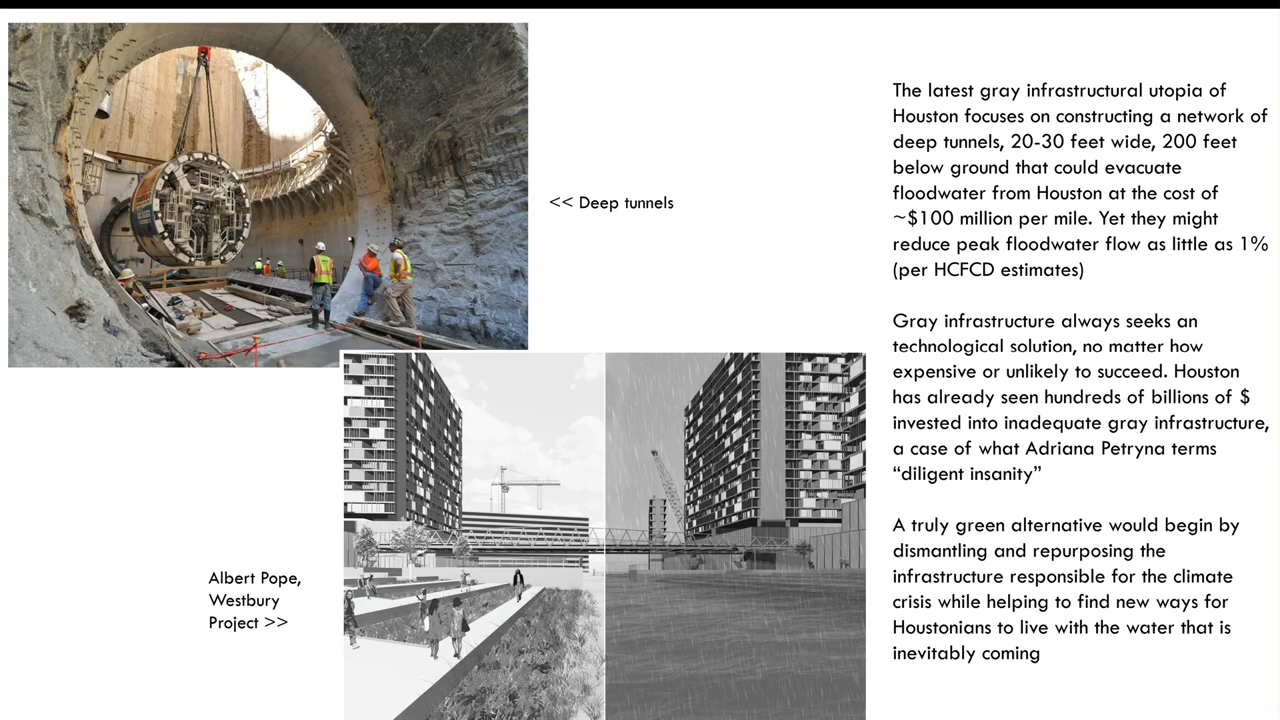 << Deep tunnels
Albert Pope,
Westbury
Project >>
The latest gray infrastructural utopia of
Houston focuses on constructing a network of
deep tunnels, 20-30 feet wide, 200 feet
below ground that could evacuate
floodwater from Houston at the cost of
~$100 million per mile. Yet they might
reduce peak floodwater flow as little as 1%
(per HCFCD estimates)
Gray infrastructure always seeks an
technological solution, no matter how
expensive or unlikely to succeed. Houston
has already seen hundreds of billions of $
invested into inadequate gray infrastructure,
a case of what Adriana Petryna terms
“diligent insanity”
A truly green alternative would begin by
dismantling and repurposing the
infrastructure responsible for the climate
crisis while helping to find new ways for
Houstonians to live with the water that is
inevitably coming